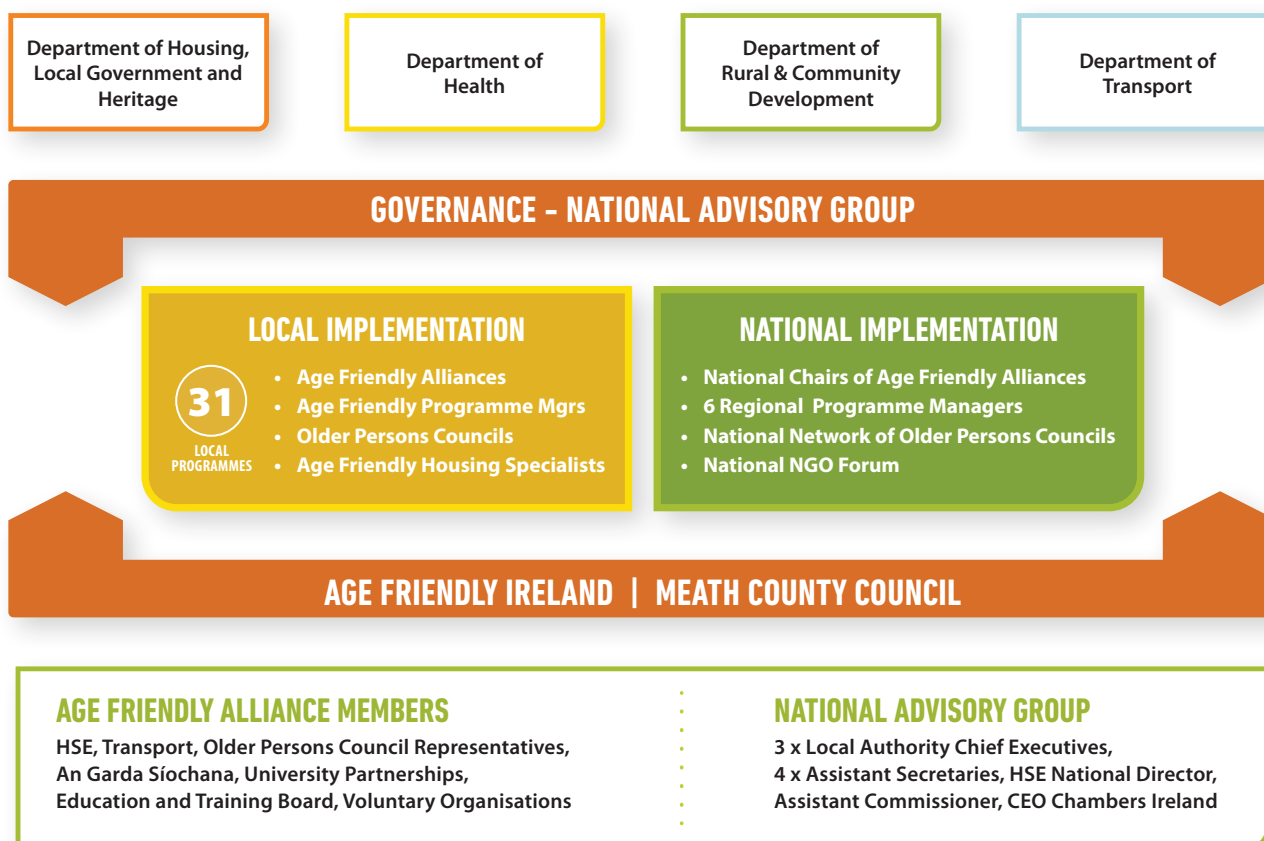 Department of Housing,
Local Government and
Heritage
Department of
Health
Department of
Rural & Community
Development
Department of
Transport
GOVERNANCE - NATIONAL ADVISORY GROUP
LOCAL IMPLEMENTATION
31
LOCAL
PROGRAMMES
• Age Friendly Alliances
• Age Friendly Programme Mgrs
• Older Persons Councils
• Age Friendly Housing Specialists
NATIONAL IMPLEMENTATION
• National Chairs of Age Friendly Alliances
• 6 Regional Programme Managers
• National Network of Older Persons Councils
• National NGO Forum
AGE FRIENDLY IRELAND | MEATH COUNTY COUNCIL
AGE FRIENDLY ALLIANCE MEMBERS
HSE, Transport, Older Persons Council Representatives,
An Garda Síochana, University Partnerships,
Education and Training Board, Voluntary Organisations
NATIONAL ADVISORY GROUP
3 x Local Authority Chief Executives,
4 x Assistant Secretaries, HSE National Director,
Assistant Commissioner, CEO Chambers Ireland